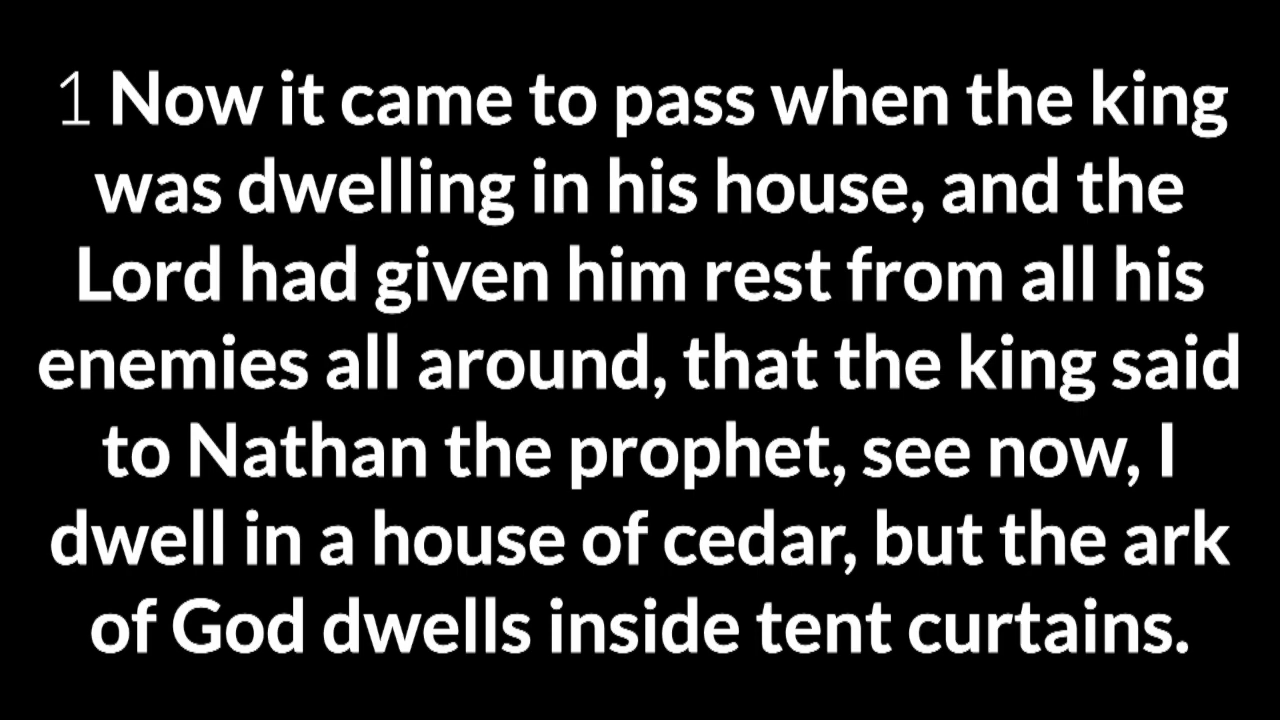 1 Now it came to pass when the king
was dwelling in his house, and the
Lord had given him rest from all his
enemies all around, that the king said
to Nathan the prophet, see now, I
dwell in a house of cedar, but the ark
of God dwells inside tent curtains.